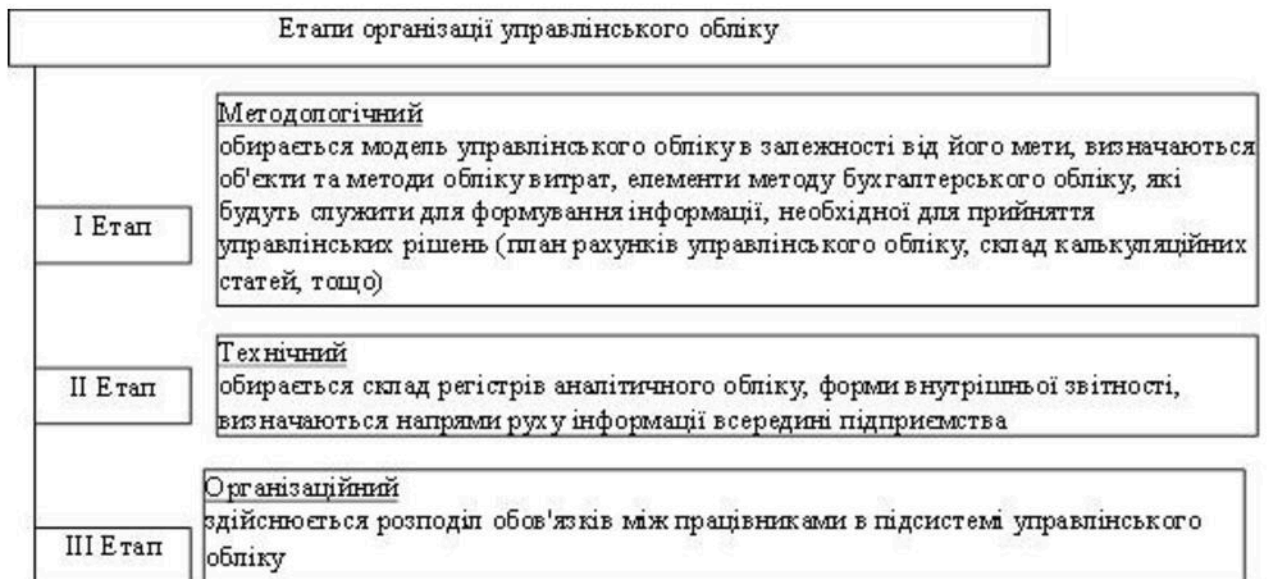 Етапи організації управлінського обліку
Методологічний
обирається модель управлінського обліку в залежності від його мети, визначаються
об'єкти та методи обліку витрат, елементи методу бухгалтерського обліку, які
будуть служити для формування інформації, необхідної для прийняття
управлінських рішень (план рахунків управлінського обліку, склад калькуляційних
статей, тощо)
I Етап
Технічний
обирається склад регістрів аналітичного обліку, форми внутрішньої звітності,
визначаються напрями руху інформації всередині підприємства
II Етап
Організаційний
здійснюється розподіл обов'язків між працівниками в підсистемі управлінського
обліку
III Етап